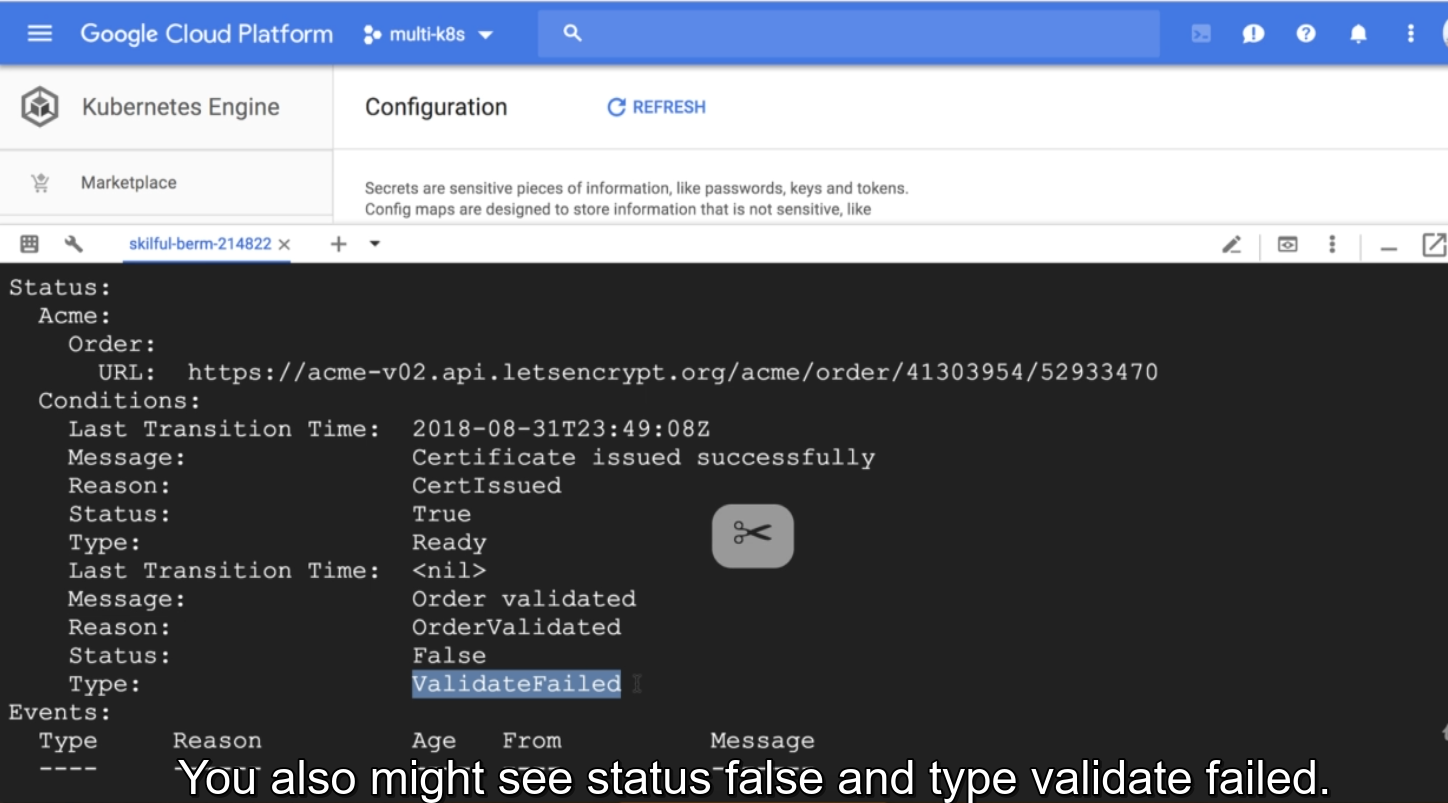 Google Cloud Platform multi-k8s
Kubernetes Engine
Configuration
REFRESH
Marketplace
Secrets are sensitive pieces of information, like passwords, keys and tokens.
Config maps are designed to store information that is not sensitive, like
skilful-berm-214822
Status:
Acme:
Order:
URL: https://acme-v02.api.letsencrypt.org/acme/order/41303954/52933470
Conditions:
Last Transition Time: 2018-08-31T23:49:08Z
Message: Certificate issued successfully
Reason: CertIssued
Status: True
Type: Ready
Last Transition Time: <nil>
Message: Order validated
Reason: OrderValidated
Status: False
Type: ValidateFailed
Events:
Type Reason Age From Message
---- ------ ---- ---- -------
You also might see status false and type validate failed.